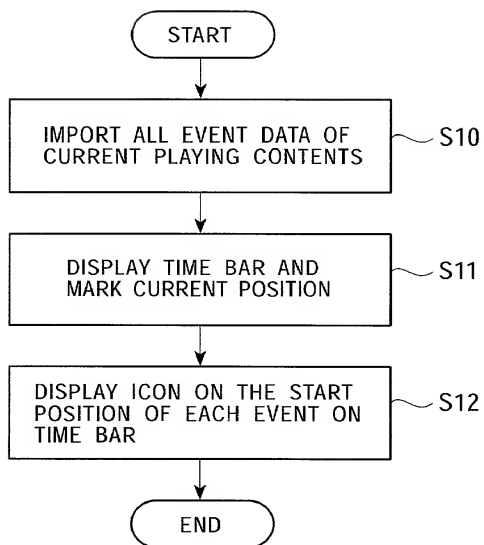 START
IMPORT ALL EVENT DATA OF
CURRENT PLAYING CONTENTS
S10
DISPLAY TIME BAR AND
MARK CURRENT POSITION
S11
DISPLAY ICON ON THE START
POSITION OF EACH EVENT ON
TIME BAR
S12
END